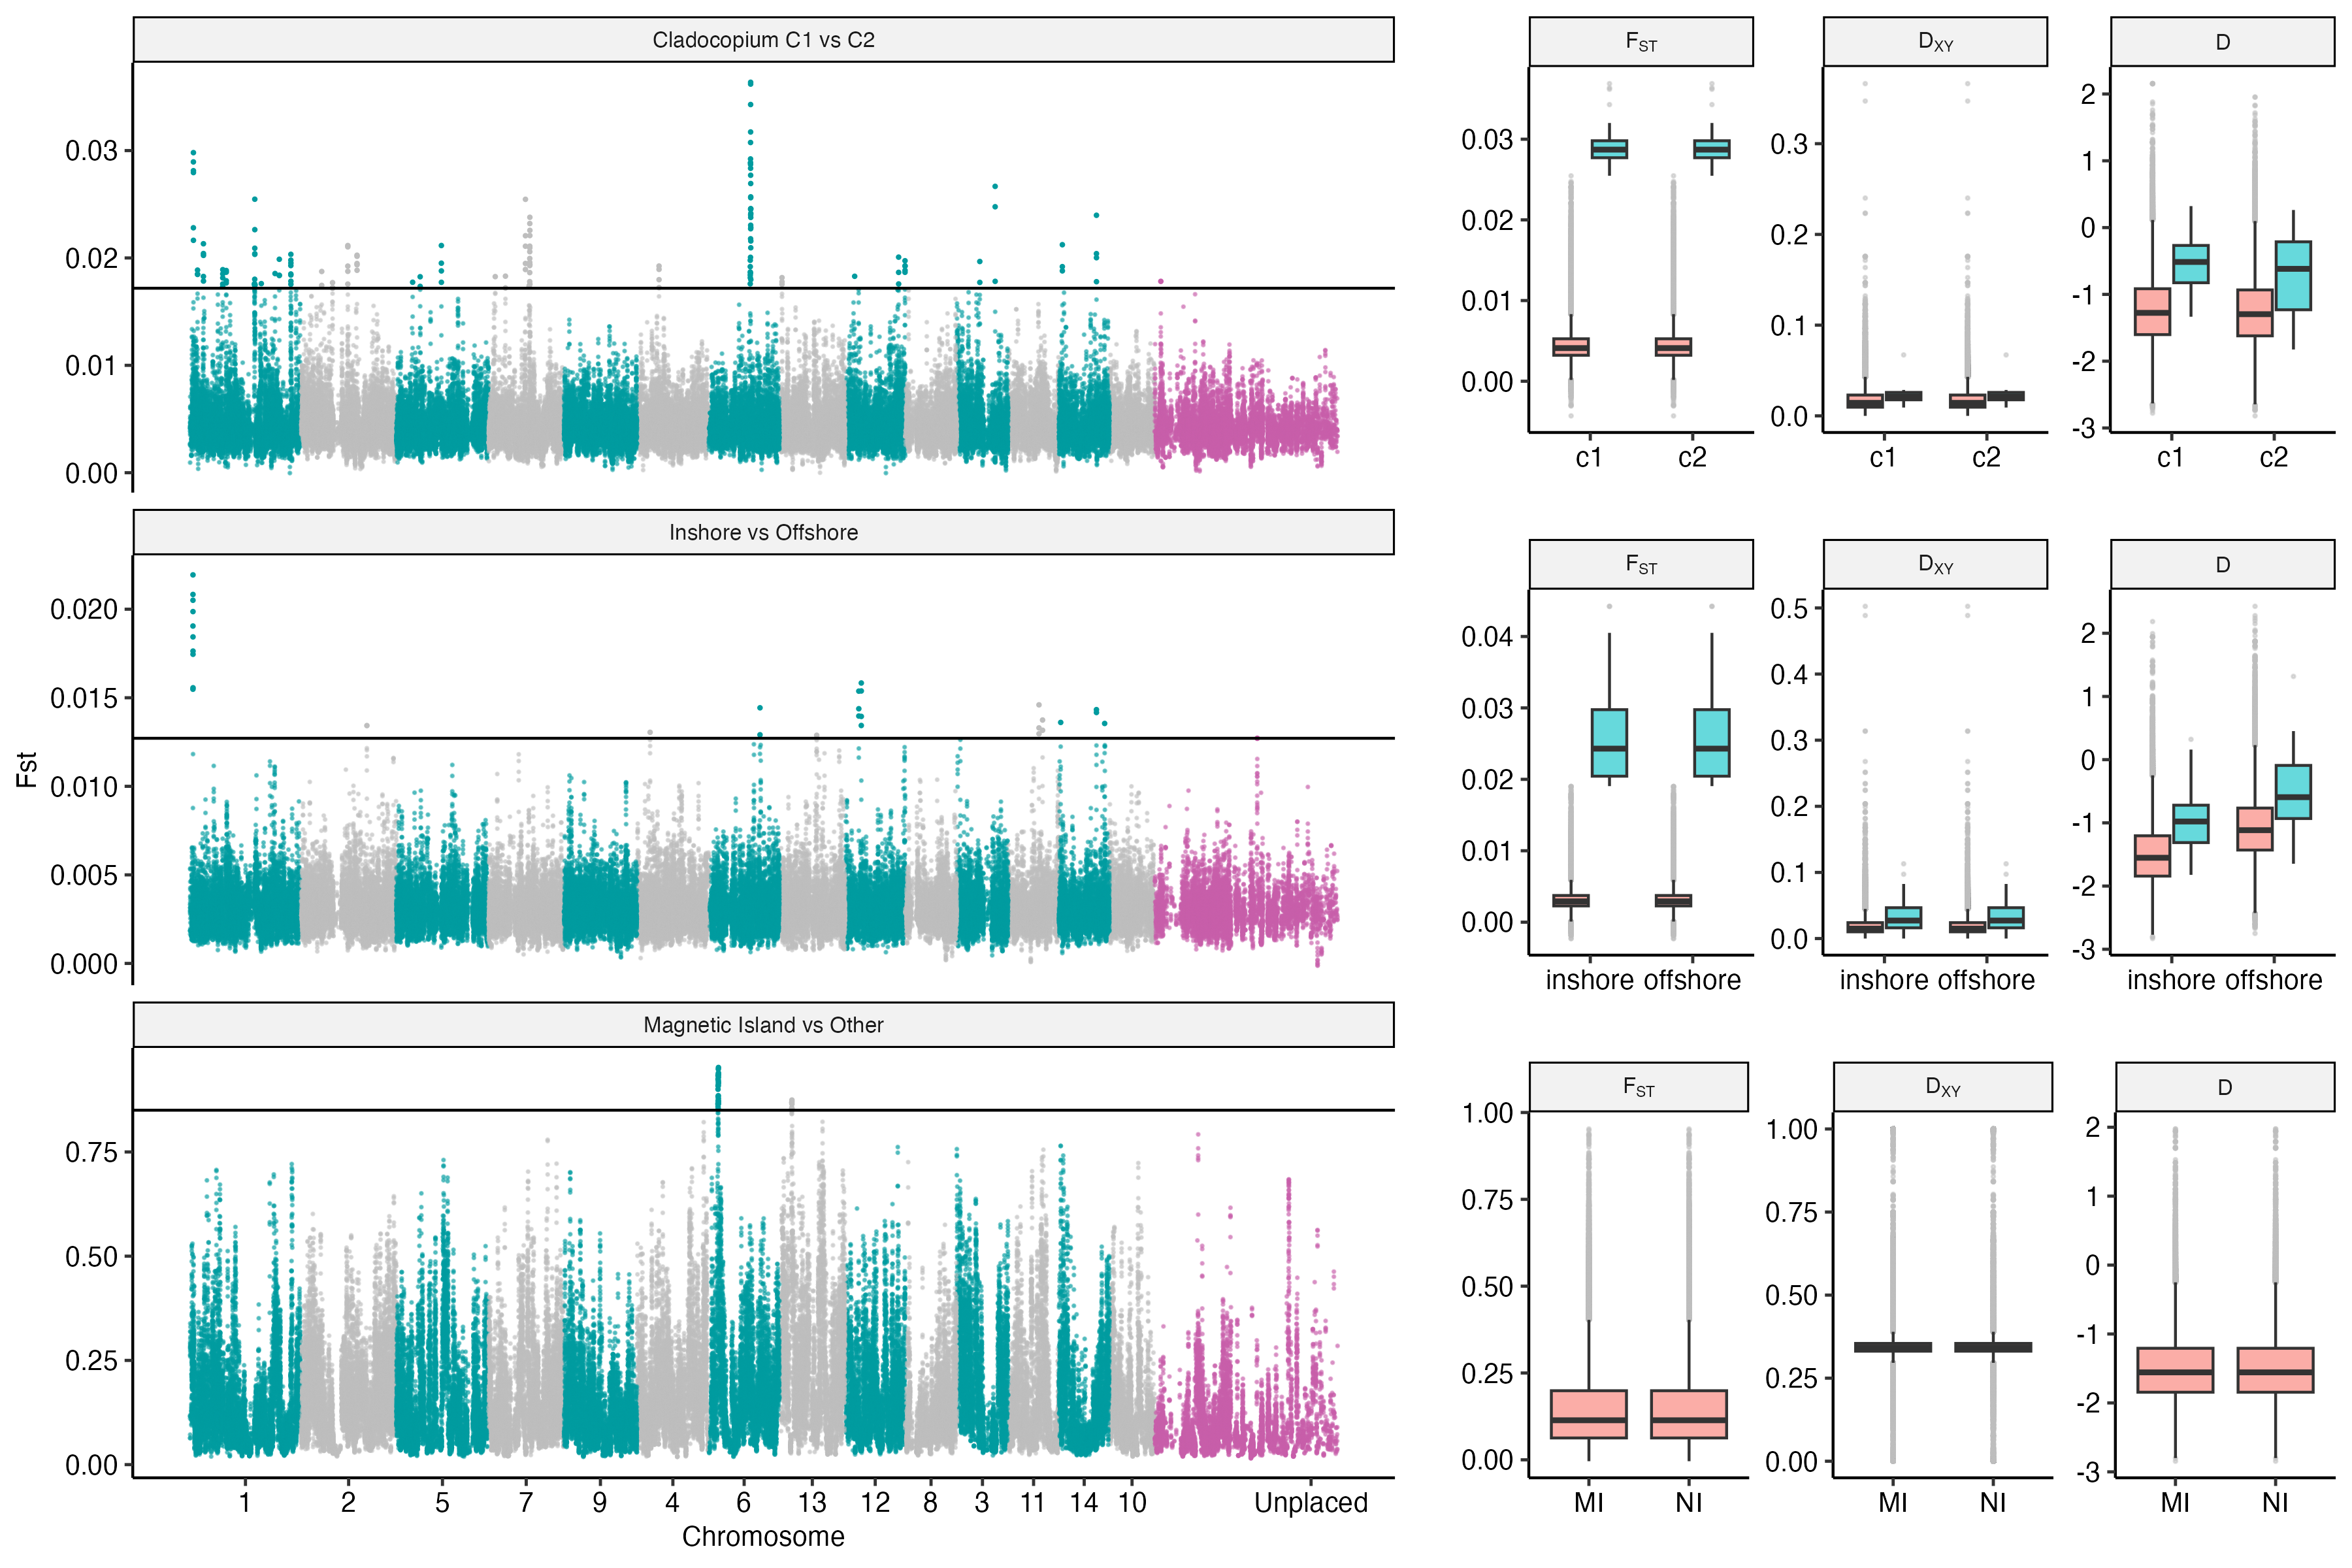 Cladocopium C1 vs C2
0.03
0.02
0.01
0.00
Inshore vs Offshore
0.020
0.015
0.010
0.005
0.000
Magnetic Island vs Other
0.75
0.50
0.25
0.00
Fst
1 2 5 7 9 4 6 13 12 8 3 11 14 10 Unplaced
Chromosome
FST
0.03
0.02
0.01
0.00
c1 c2
DXY
0.3
0.2
0.1
0.0
c1 c2
D
2
1
0
-1
-2
-3
c1 c2
FST
0.04
0.03
0.02
0.01
0.00
inshore offshore
DXY
0.5
0.4
0.3
0.2
0.1
0.0
inshore offshore
D
2
1
0
-1
-2
-3
inshore offshore
FST
1.00
0.75
0.50
0.25
0.00
MI NI
DXY
1.00
0.75
0.50
0.25
0.00
MI NI
D
2
1
0
-1
-2
-3
MI NI